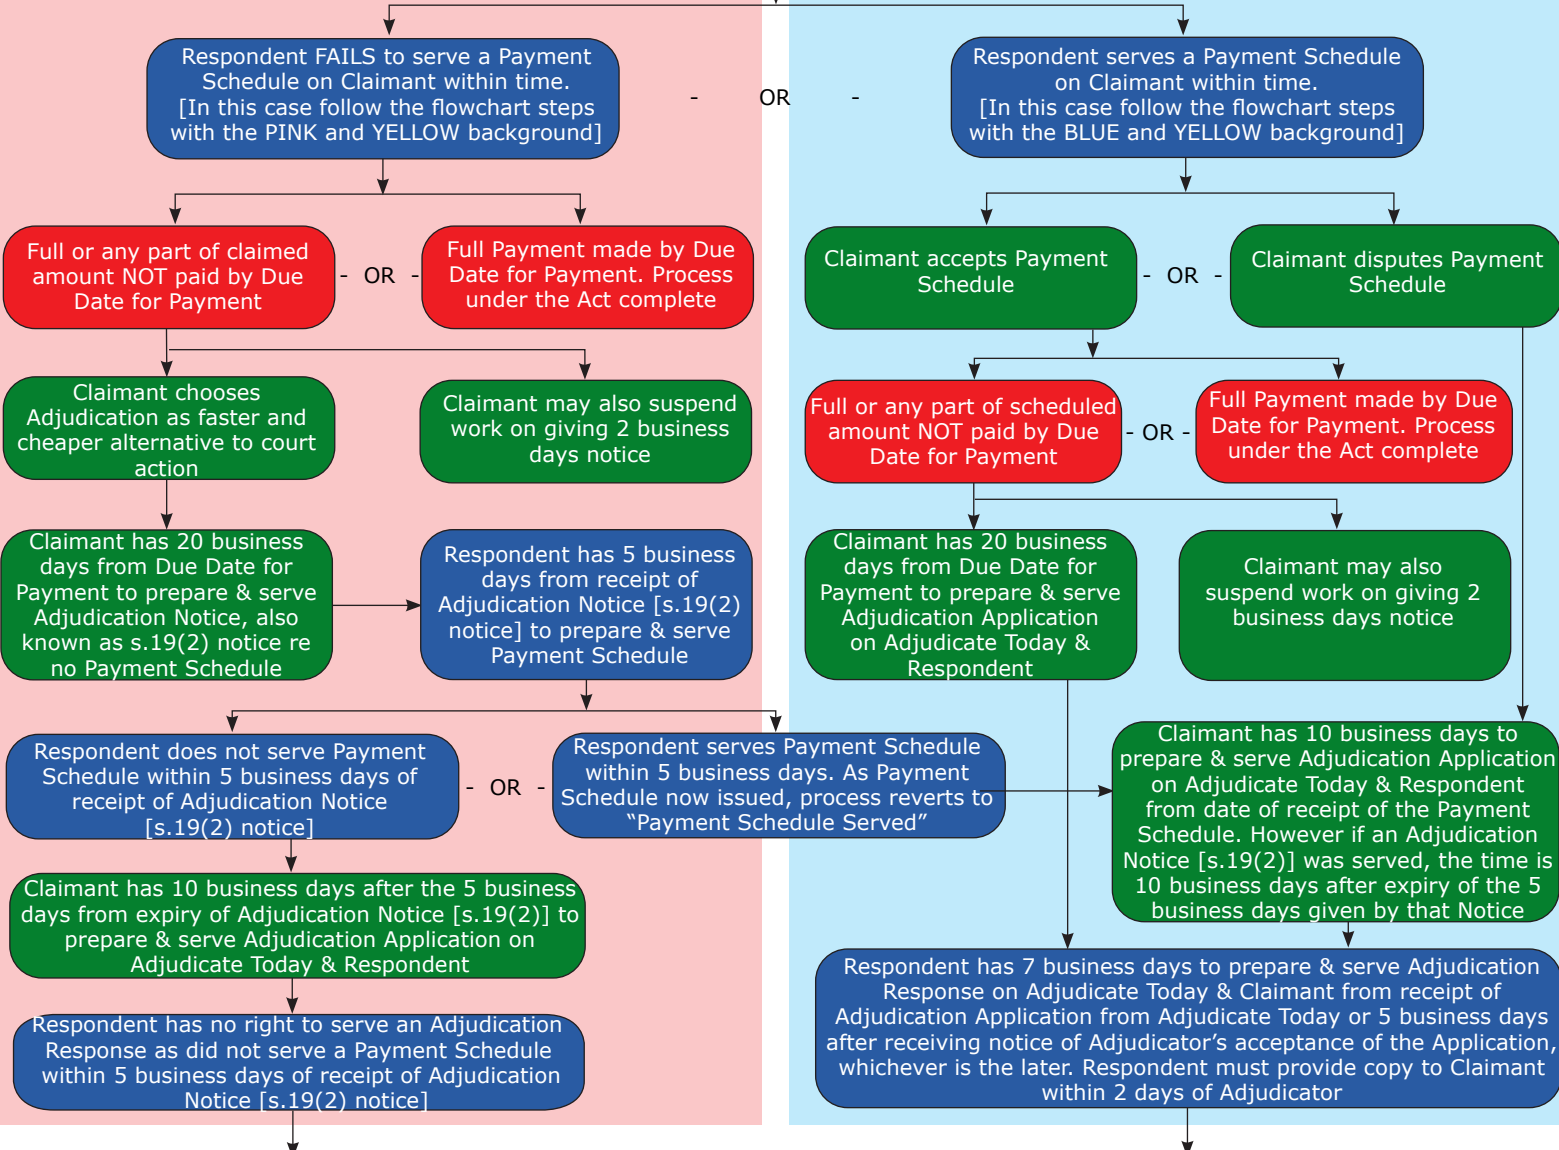 Respondent FAILS to serve a Payment
Schedule on Claimant within time.
[In this case follow the flowchart steps
with the PINK and YELLOW background]
- OR -
Respondent serves a Payment Schedule
on Claimant within time.
[In this case follow the flowchart steps
with the BLUE and YELLOW background]
Full or any part of claimed
amount NOT paid by Due
Date for Payment
- OR -
Full Payment made by Due
Date for Payment. Process
under the Act complete
Claimant accepts Payment
Schedule
- OR -
Claimant disputes Payment
Schedule
Claimant chooses
Adjudication as faster and
cheaper alternative to court
action
Claimant may also suspend
work on giving 2 business
days notice
Full or any part of scheduled
amount NOT paid by Due
Date for Payment
- OR -
Full Payment made by Due
Date for Payment. Process
under the Act complete
Claimant has 20 business
days from Due Date for
Payment to prepare & serve
Adjudication Notice, also
known as s.19(2) notice re
no Payment Schedule
Respondent has 5 business
days from receipt of
Adjudication Notice [s.19(2)
notice] to prepare & serve
Payment Schedule
Claimant has 20 business
days from Due Date for
Payment to prepare & serve
Adjudication Application
on Adjudicate Today &
Respondent
Claimant may also
suspend work on giving 2
business days notice
Respondent does not serve Payment
Schedule within 5 business days of
receipt of Adjudication Notice
[s.19(2) notice]
- OR -
Respondent serves Payment Schedule
within 5 business days. As Payment
Schedule now issued, process reverts to
“Payment Schedule Served”
Claimant has 10 business days to
prepare & serve Adjudication Application
on Adjudicate Today & Respondent
from date of receipt of the Payment
Schedule. However if an Adjudication
Notice [s.19(2)] was served, the time is
10 business days after expiry of the 5
business days given by that Notice
Claimant has 10 business days after the 5 business
days from expiry of Adjudication Notice [s.19(2)] to
prepare & serve Adjudication Application on
Adjudicate Today & Respondent
Respondent has no right to serve an Adjudication
Response as did not serve a Payment Schedule
within 5 business days of receipt of Adjudication
Notice [s.19(2) notice]
Respondent has 7 business days to prepare & serve Adjudication
Response on Adjudicate Today & Claimant from receipt of
Adjudication Application from Adjudicate Today or 5 business days
after receiving notice of Adjudicator’s acceptance of the Application,
whichever is the later. Respondent must provide copy to Claimant
within 2 days of Adjudicator